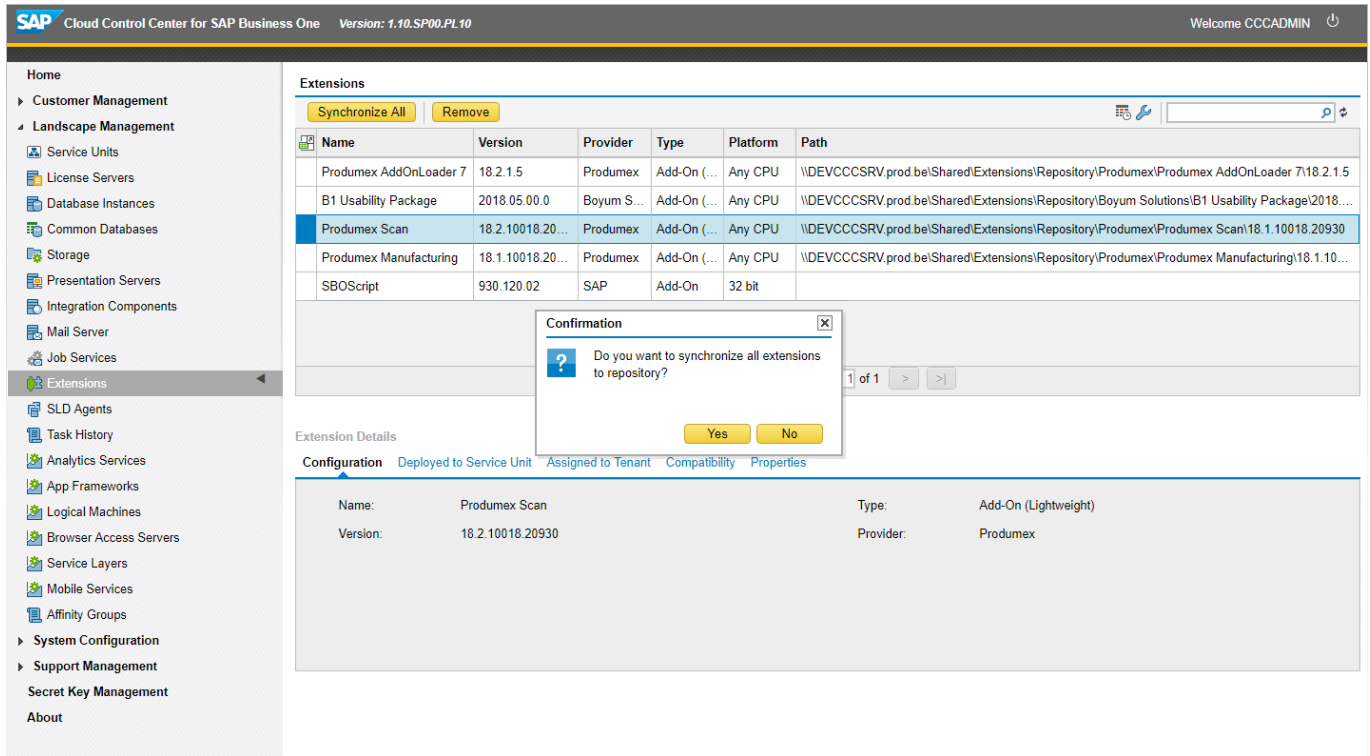 SAP Cloud Control Center for SAP Business One Version: 1.10.SP00.PL10 Welcome CCCADMIN
Home
Customer Management
Landscape Management
Service Units
License Servers
Database Instances
Common Databases
Storage
Presentation Servers
Integration Components
Mail Server
Job Services
Extensions
SLD Agents
Task History
Analytics Services
App Frameworks
Logical Machines
Browser Access Servers
Service Layers
Mobile Services
Affinity Groups
System Configuration
Support Management
Secret Key Management
About
Extensions
Synchronize All Remove
Name Version Provider Type Platform Path
Produmex AddOnLoader 7 18.2.1.5 Produmex Add-On (... Any CPU \\DEVCCCSRV.prod.be\Shared\Extensions\Repository\Produmex\Produmex AddOnLoader 7\18.2.1.5
B1 Usability Package 2018.05.00.0 Boyum S... Add-On (... Any CPU \\DEVCCCSRV.prod.be\Shared\Extensions\Repository\Boyum Solutions\B1 Usability Package\2018....
Produmex Scan 18.2.10018.20... Produmex Add-On (... Any CPU \\DEVCCCSRV.prod.be\Shared\Extensions\Repository\Produmex\Produmex Scan\18.1.10018.20930
Produmex Manufacturing 18.1.10018.20... Produmex Add-On (... Any CPU \\DEVCCCSRV.prod.be\Shared\Extensions\Repository\Produmex\Produmex Manufacturing\18.1.10...
SBOScript 930.120.02 SAP Add-On 32 bit
Confirmation
Do you want to synchronize all extensions
to repository?
Yes No
1 of 1 > >|
Extension Details
Configuration Deployed to Service Unit Assigned to Tenant Compatibility Properties
Name: Produmex Scan Type: Add-On (Lightweight)
Version: 18.2.10018.20930 Provider: Produmex